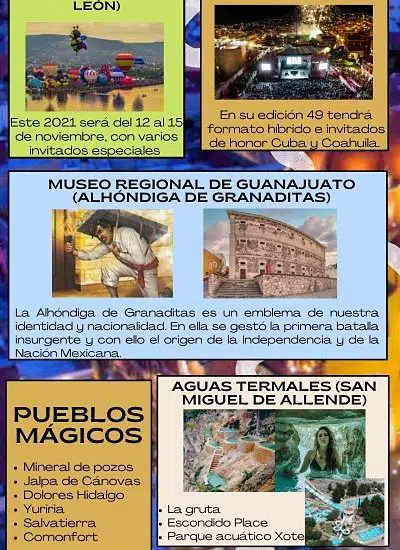 LEÓN)
Este 2021 será del 12 al 15
de noviembre, con varios
invitados especiales
En su edición 49 tendrá
formato híbrido e invitados
de honor Cuba y Coahuila.
MUSEO REGIONAL DE GUANAJUATO
(ALHÓNDIGA DE GRANADITAS)
La Alhóndiga de Granaditas es un emblema de nuestra
identidad y nacionalidad. En ella se gestó la primera batalla
insurgente y con ello el origen de la Independencia y de la
Nación Mexicana.
PUEBLOS
MÁGICOS
• Mineral de pozos
• Jalpa de Cánovas
• Dolores Hidalgo
• Yuriria
• Salvatierra
• Comonfort
AGUAS TERMALES (SAN
MIGUEL DE ALLENDE)
• La gruta
• Escondido Place
• Parque acuático Xote